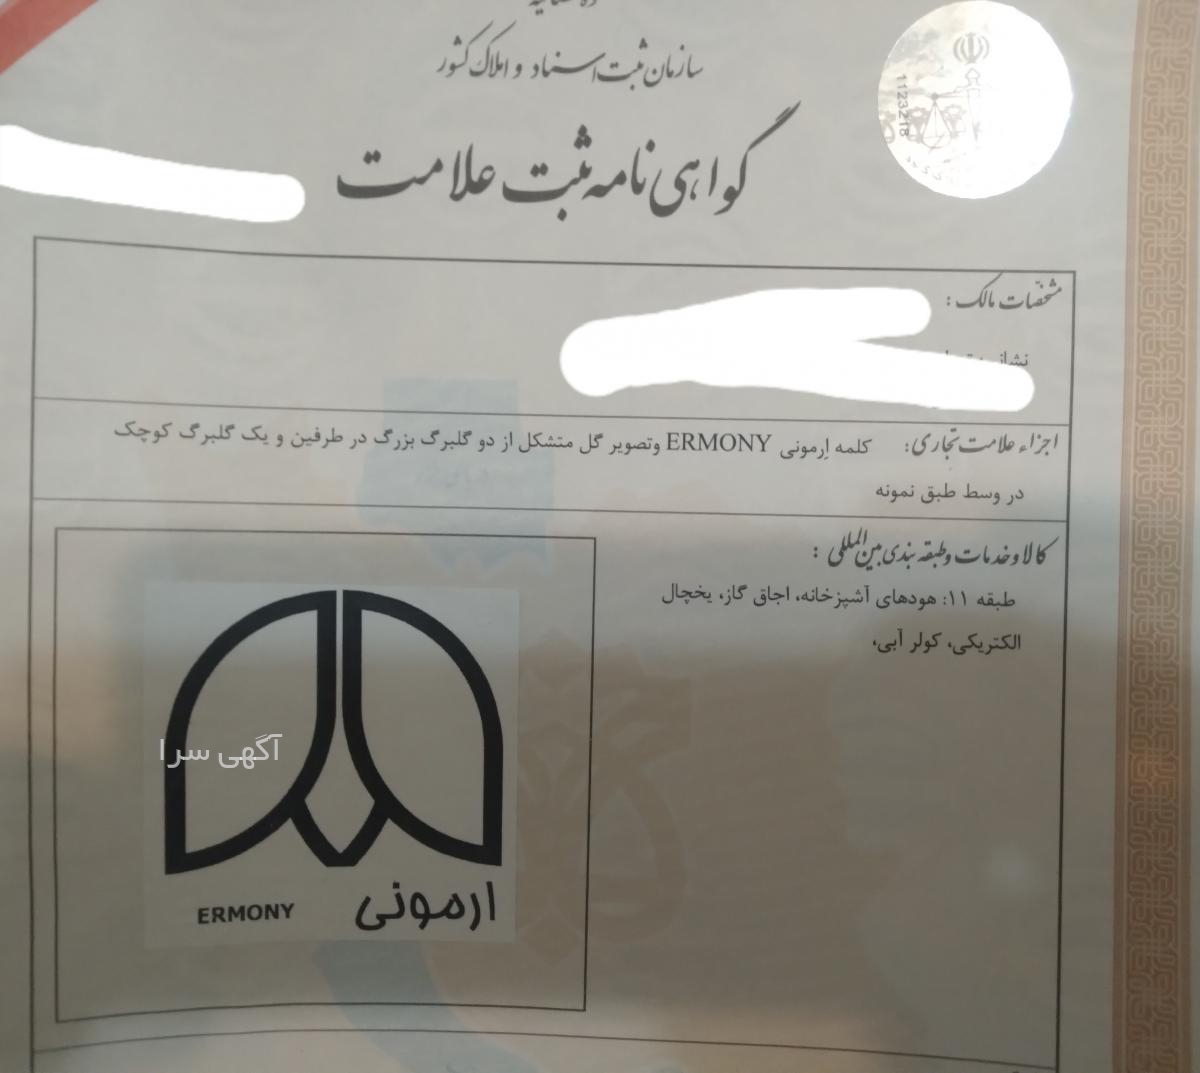 سازمان ثبت اسناد و املاک کشور
1123218
گواهی نامه ثبت علامت
مشخّصات مالک :
اجزاء علامت تجاری: کلمه اِرمونی ERMONY وتصویر گل متشکل از دو گلبرگ بزرگ در طرفین و یک گلبرگ کوچک
در وسط طبق نمونه
کالا و خدمات و طبقه بندی بین المللی :
طبقه ۱۱: هودهای آشپزخانه، اجاق گاز، یخچال
الکتریکی، کولر آبی،
آگهی سرا
ارمونی
ERMONY